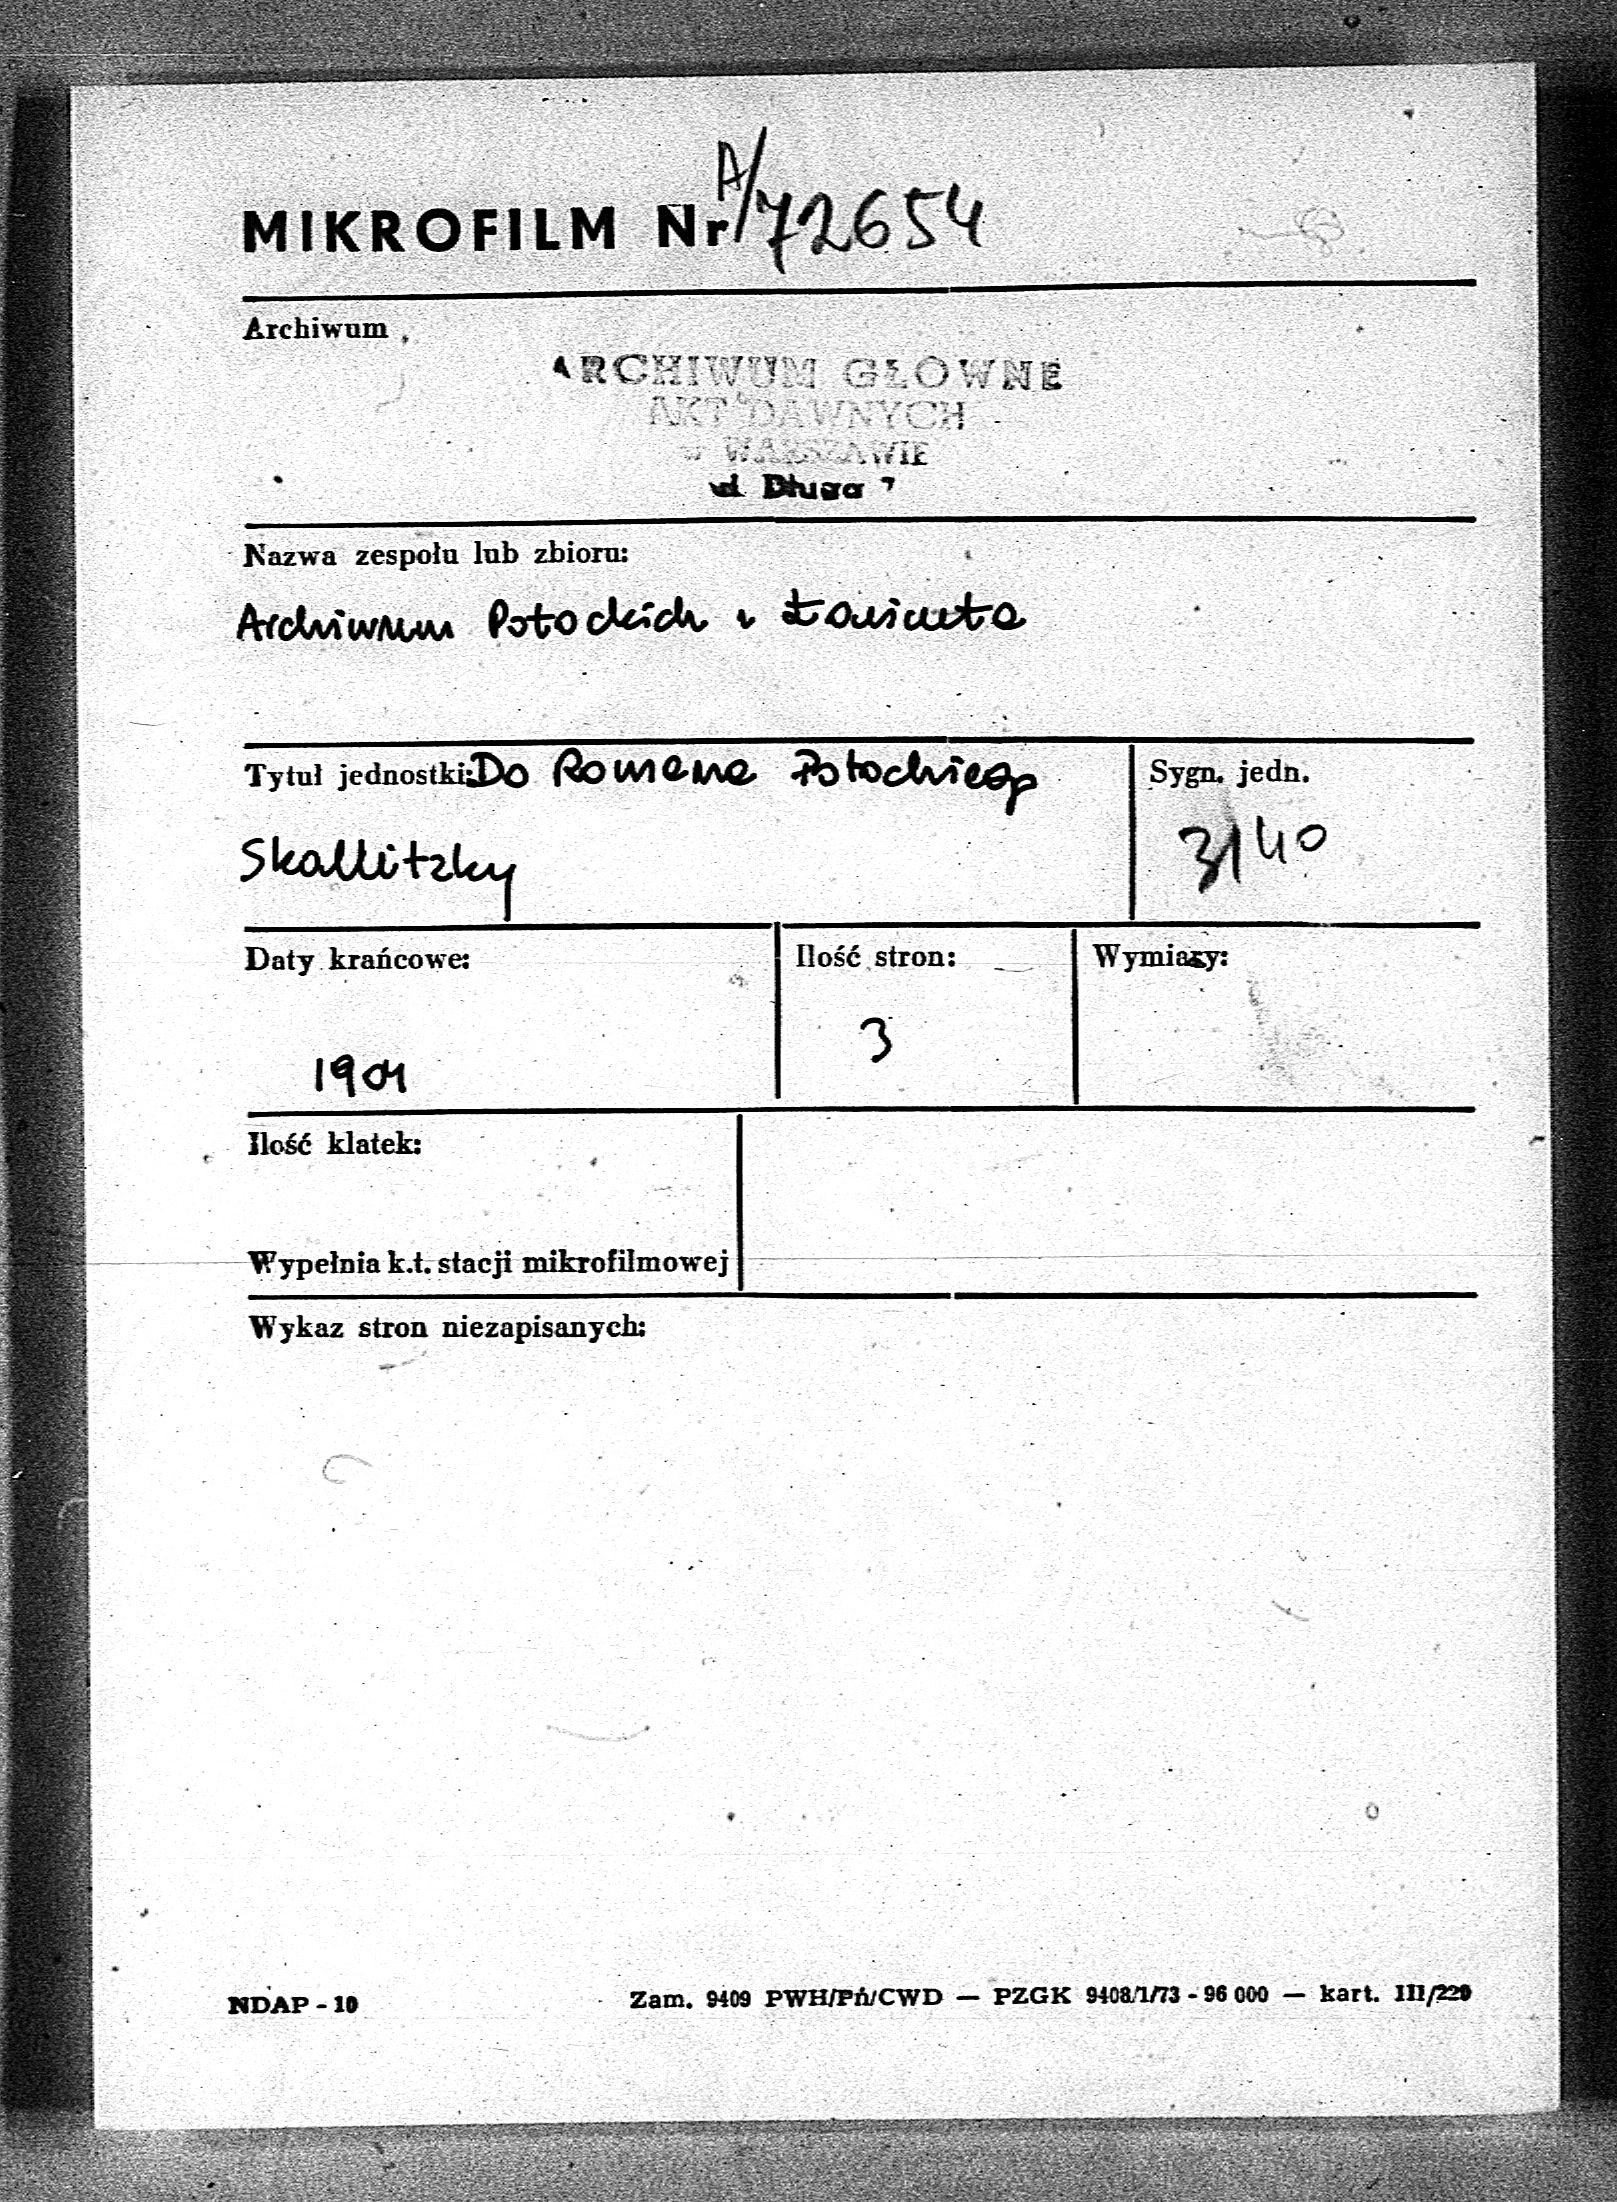 MIKROFILM Nr A/72654
Archiwum
ARCHIWUM GŁÓWNE
AKT DAWNYCH
w WARSZAWIE
ul Długa 7
Nazwa zespołu lub zbioru:
Archiwum Potockich z Łańcuta
Tytuł jednostki: Do Romana Potockiego
Sygn. jedn.
Skallitzky
3140
Daty krańcowe:
Ilość stron:
Wymiary:
3
1904
Ilość klatek:
Wypełnia k.t. stacji mikrofilmowej
Wykaz stron niezapisanych:
NDAP - 10
Zam. 9409 PWH/Pń/CWD — PZGK 9408/1/73 - 96 000 — kart. III/220